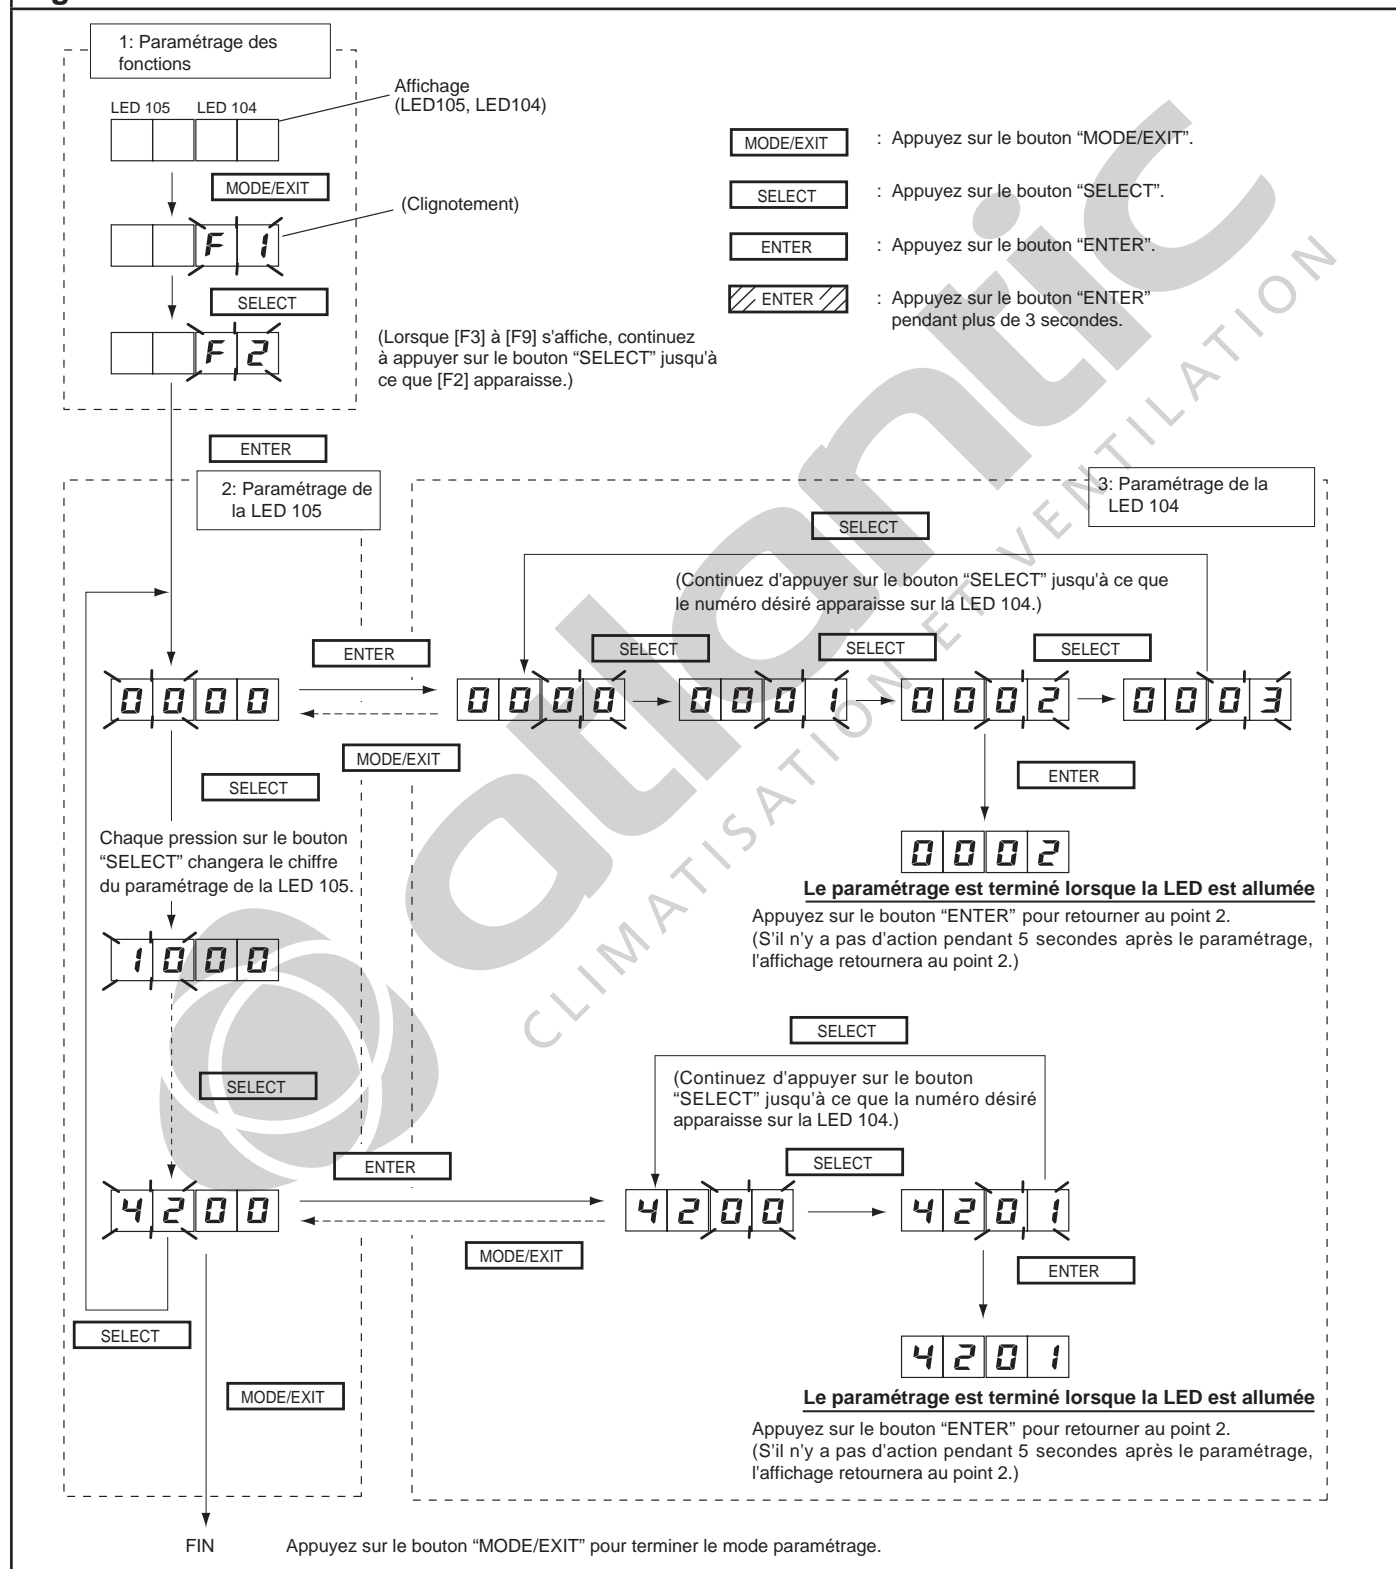 1: Paramétrage des
fonctions
LED 105 LED 104
Affichage
(LED105, LED104)
MODE/EXIT
F 1
(Clignotement)
SELECT
F 2
(Lorsque [F3] à [F9] s'affiche, continuez
à appuyer sur le bouton “SELECT” jusqu'à
ce que [F2] apparaisse.)
MODE/EXIT : Appuyez sur le bouton “MODE/EXIT”.
SELECT : Appuyez sur le bouton “SELECT”.
ENTER : Appuyez sur le bouton “ENTER”.
ENTER : Appuyez sur le bouton “ENTER”
pendant plus de 3 secondes.
ENTER
2: Paramétrage de
la LED 105
3: Paramétrage de la
LED 104
SELECT
(Continuez d'appuyer sur le bouton “SELECT” jusqu'à ce que
le numéro désiré apparaisse sur la LED 104.)
ENTER
SELECT SELECT SELECT
0 0 0 0
0 0 0 0
0 0 0 1
0 0 0 2
0 0 0 3
MODE/EXIT
SELECT
ENTER
Chaque pression sur le bouton
“SELECT” changera le chiffre
du paramétrage de la LED 105.
0 0 0 2
Le paramétrage est terminé lorsque la LED est allumée
Appuyez sur le bouton “ENTER” pour retourner au point 2.
(S'il n'y a pas d'action pendant 5 secondes après le paramétrage,
l'affichage retournera au point 2.)
1 0 0 0
SELECT
SELECT
(Continuez d'appuyer sur le bouton
“SELECT” jusqu'à ce que la numéro désiré
apparaisse sur la LED 104.)
ENTER
SELECT
4 2 0 0
4 2 0 0
4 2 0 1
MODE/EXIT
ENTER
SELECT
4 2 0 1
MODE/EXIT
Le paramétrage est terminé lorsque la LED est allumée
Appuyez sur le bouton “ENTER” pour retourner au point 2.
(S'il n'y a pas d'action pendant 5 secondes après le paramétrage,
l'affichage retournera au point 2.)
FIN Appuyez sur le bouton “MODE/EXIT” pour terminer le mode paramétrage.
atlantic
CLIMATISATION ET VENTILATION